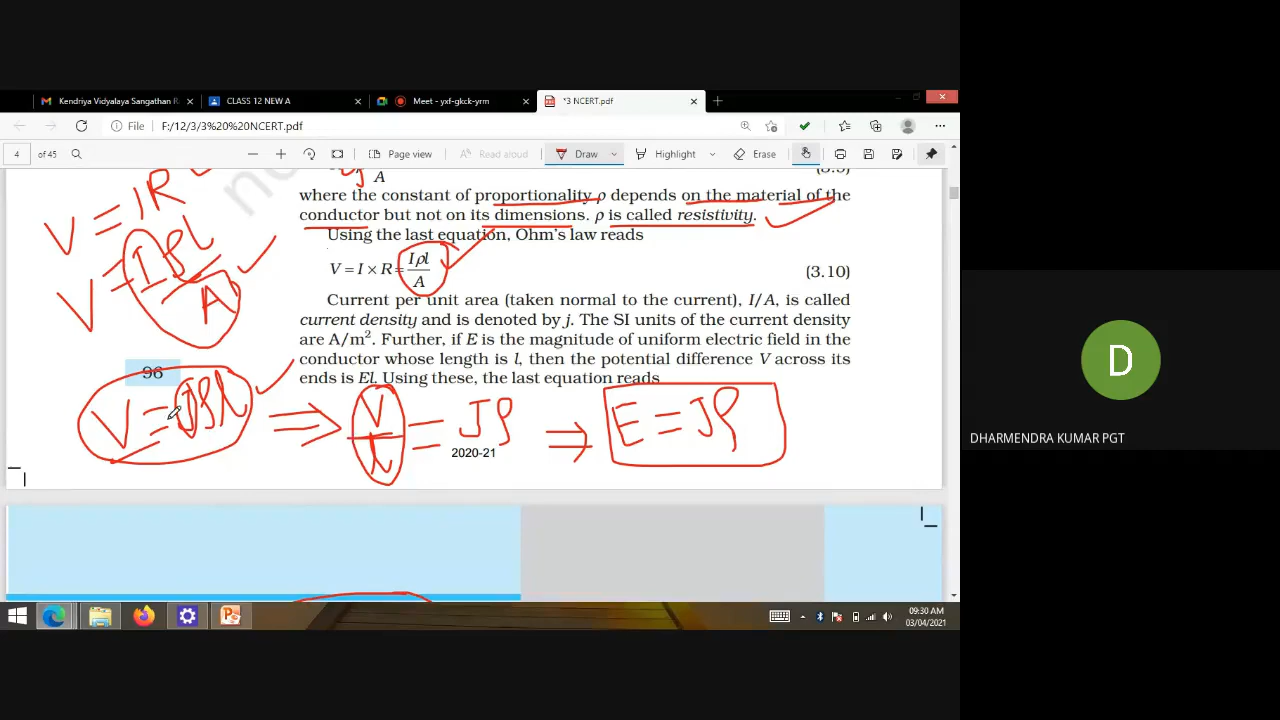 Kendriya Vidyalaya Sangathan R
CLASS 12 NEW A
Meet - yxf-gkck-yrm
*3 NCERT.pdf
File
F:/12/3/3%20%20NCERT.pdf
4 of 45
Page view
Read aloud
Draw
Highlight
Erase
A
where the constant of proportionality ρ depends on the material of the
conductor but not on its dimensions. ρ is called resistivity.
Using the last equation, Ohm's law reads
V = I × R = Iρl/A
(3.10)
Current per unit area (taken normal to the current), I/A, is called
current density and is denoted by j. The SI units of the current density
are A/m². Further, if E is the magnitude of uniform electric field in the
conductor whose length is l, then the potential difference V across its
ends is El. Using these, the last equation reads
V = IR
V = Iρl/A
96
V = Jρl ⇒ V/l = Jρ ⇒ E = Jρ
2020-21
D
DHARMENDRA KUMAR PGT
09:30 AM
03/04/2021